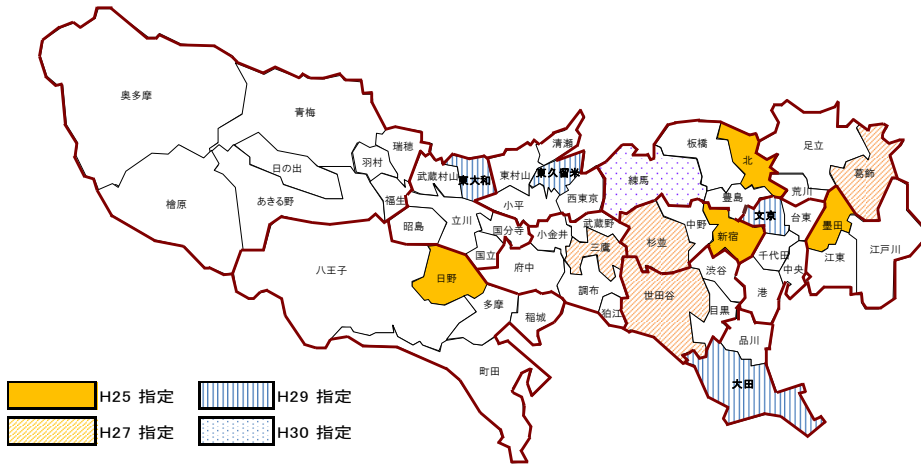 奥多摩
青梅
瑞穂
羽村
日の出
檜原
あきる野
福生
武蔵村山
東大和
東村山
清瀬
東久留米
小平
西東京
昭島
立川
国分寺
小金井
武蔵野
国立
三鷹
八王子
日野
府中
調布
多摩
稲城
狛江
町田
板橋
北
足立
葛飾
練馬
豊島
荒川
中野
文京
台東
墨田
杉並
新宿
千代田
江東
江戸川
中央
渋谷
世田谷
港
目黒
品川
大田
H25 指定
H29 指定
H27 指定
H30 指定